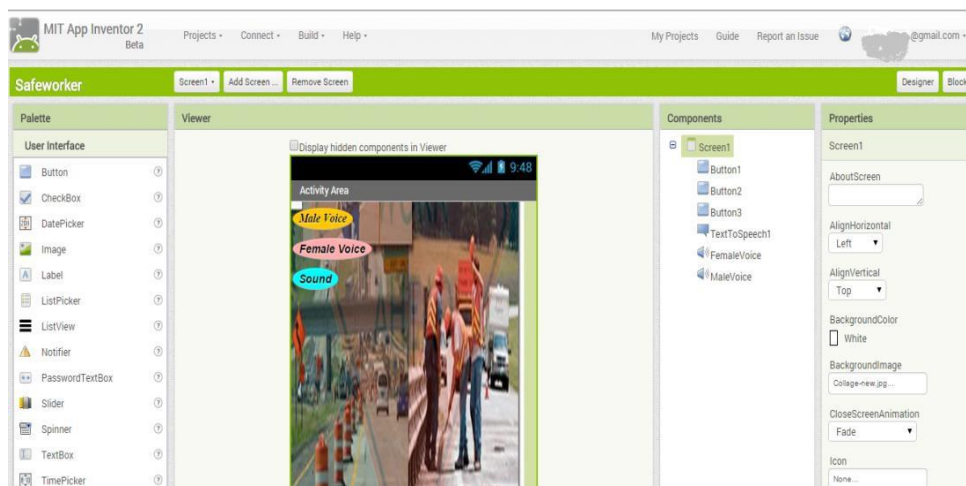 MIT App Inventor 2
Beta
Projects
Connect
Build
Help
My Projects
Guide
Report an Issue
@gmail.com
Safeworker
Screen1
Add Screen ...
Remove Screen
Designer
Block
Palette
User Interface
Button
CheckBox
DatePicker
Image
Label
ListPicker
ListView
Notifier
PasswordTextBox
Slider
Spinner
TextBox
TimePicker
Viewer
Display hidden components in Viewer
9:48
Activity Area
Male Voice
Female Voice
Sound
Components
Screen1
Button1
Button2
Button3
TextToSpeech1
FemaleVoice
MaleVoice
Properties
Screen1
AboutScreen
AlignHorizontal
Left
AlignVertical
Top
BackgroundColor
White
BackgroundImage
Collage-new.jpg...
CloseScreenAnimation
Fade
Icon
None...